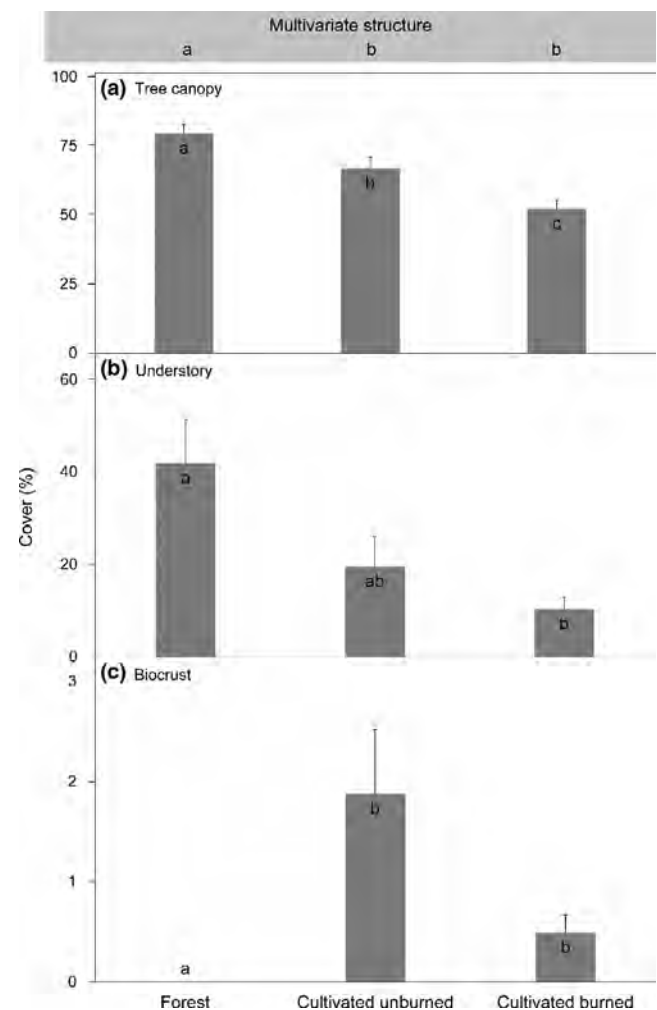 Multivariate structure
a b b
(a) Tree canopy
100
75
50
25
0
a
b
c
(b) Understory
60
40
20
0
a
ab
b
Cover (%)
(c) Biocrust
3
2
1
0
a
b
b
Forest Cultivated unburned Cultivated burned